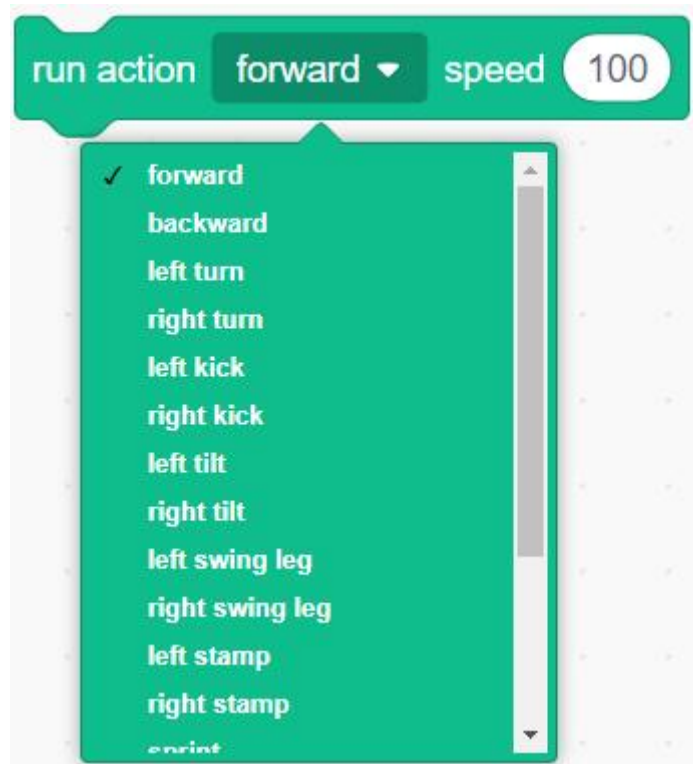 run action forward speed 100
✓ forward
backward
left turn
right turn
left kick
right kick
left tilt
right tilt
left swing leg
right swing leg
left stamp
right stamp
sprint